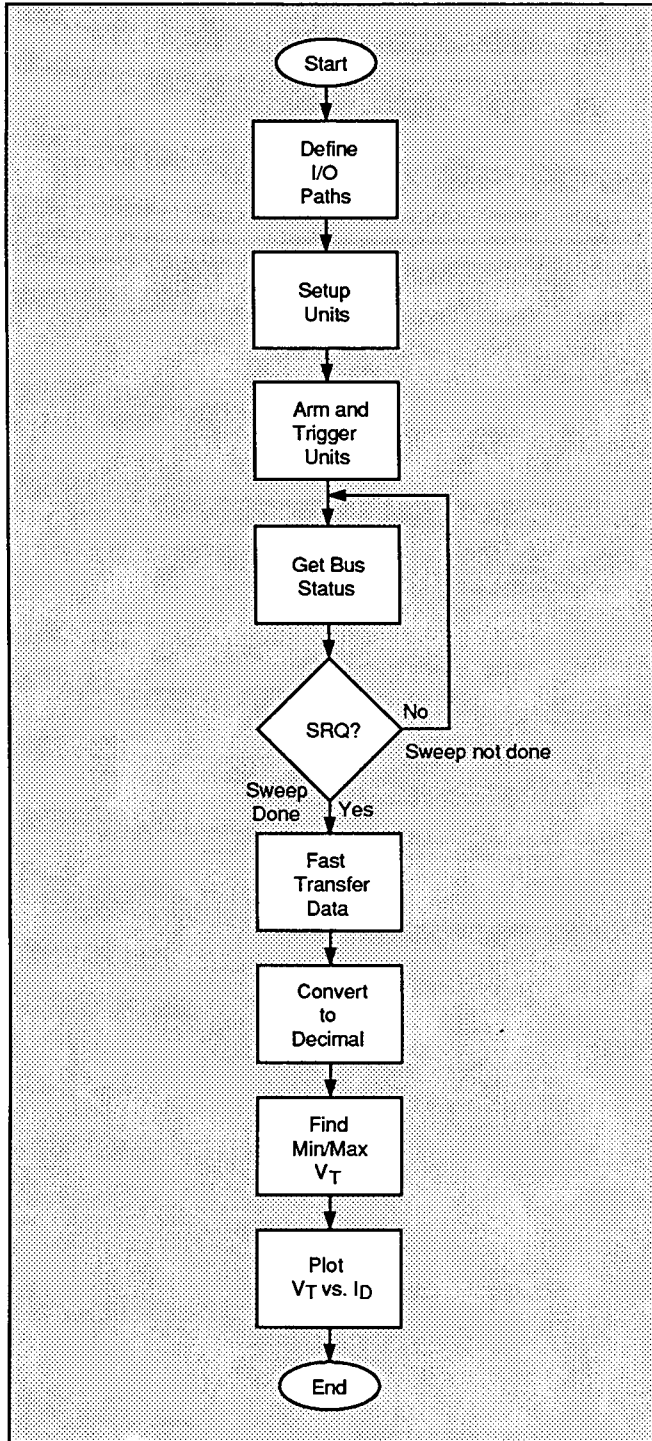 Start
Define
I/O
Paths
Setup
Units
Arm and
Trigger
Units
Get Bus
Status
SRQ?
No
Sweep not done
Sweep
Done
Yes
Fast
Transfer
Data
Convert
to
Decimal
Find
Min/Max
VT
Plot
VT vs. ID
End